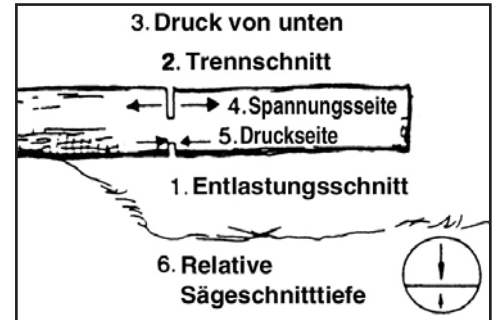 3. Druck von unten
2. Trennschnitt
4. Spannungsseite
5. Druckseite
1. Entlastungsschnitt
6. Relative
Sägeschnitttiefe